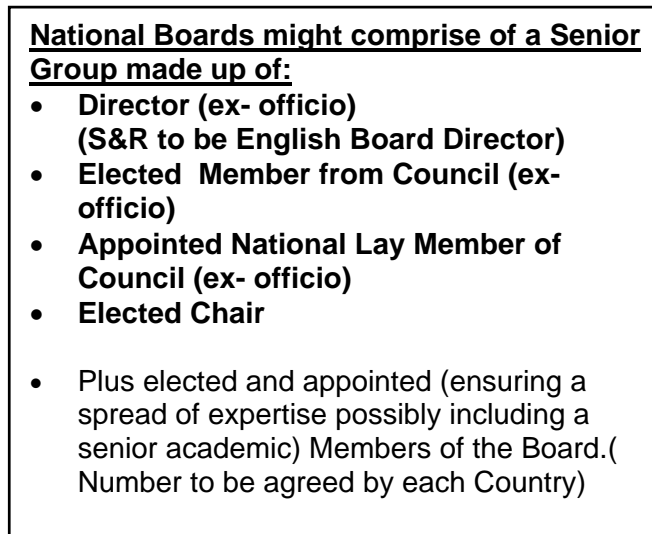 National Boards might comprise of a Senior
Group made up of:
• Director (ex- officio)
(S&R to be English Board Director)
• Elected  Member from Council (ex-
officio)
• Appointed National Lay Member of
Council (ex- officio)
• Elected Chair
• Plus elected and appointed (ensuring a
spread of expertise possibly including a
senior academic) Members of the Board.(
Number to be agreed by each Country)